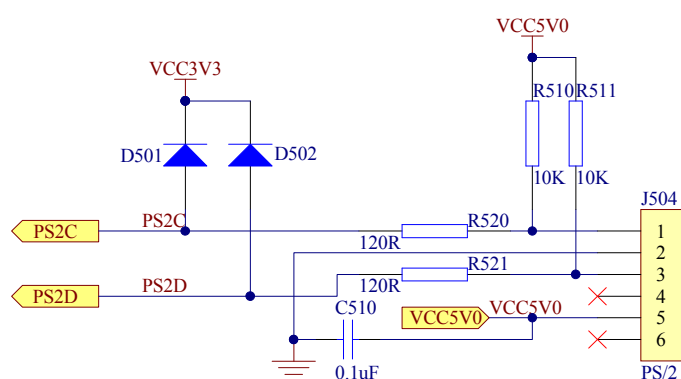 VCC5V0
VCC3V3
R510 R511
D501 D502
10K 10K
J504
PS2C PS2C R520 1
120R 2
PS2D PS2D R521 3
120R 4
C510 VCC5V0 VCC5V0 5
6
0.1uF PS/2